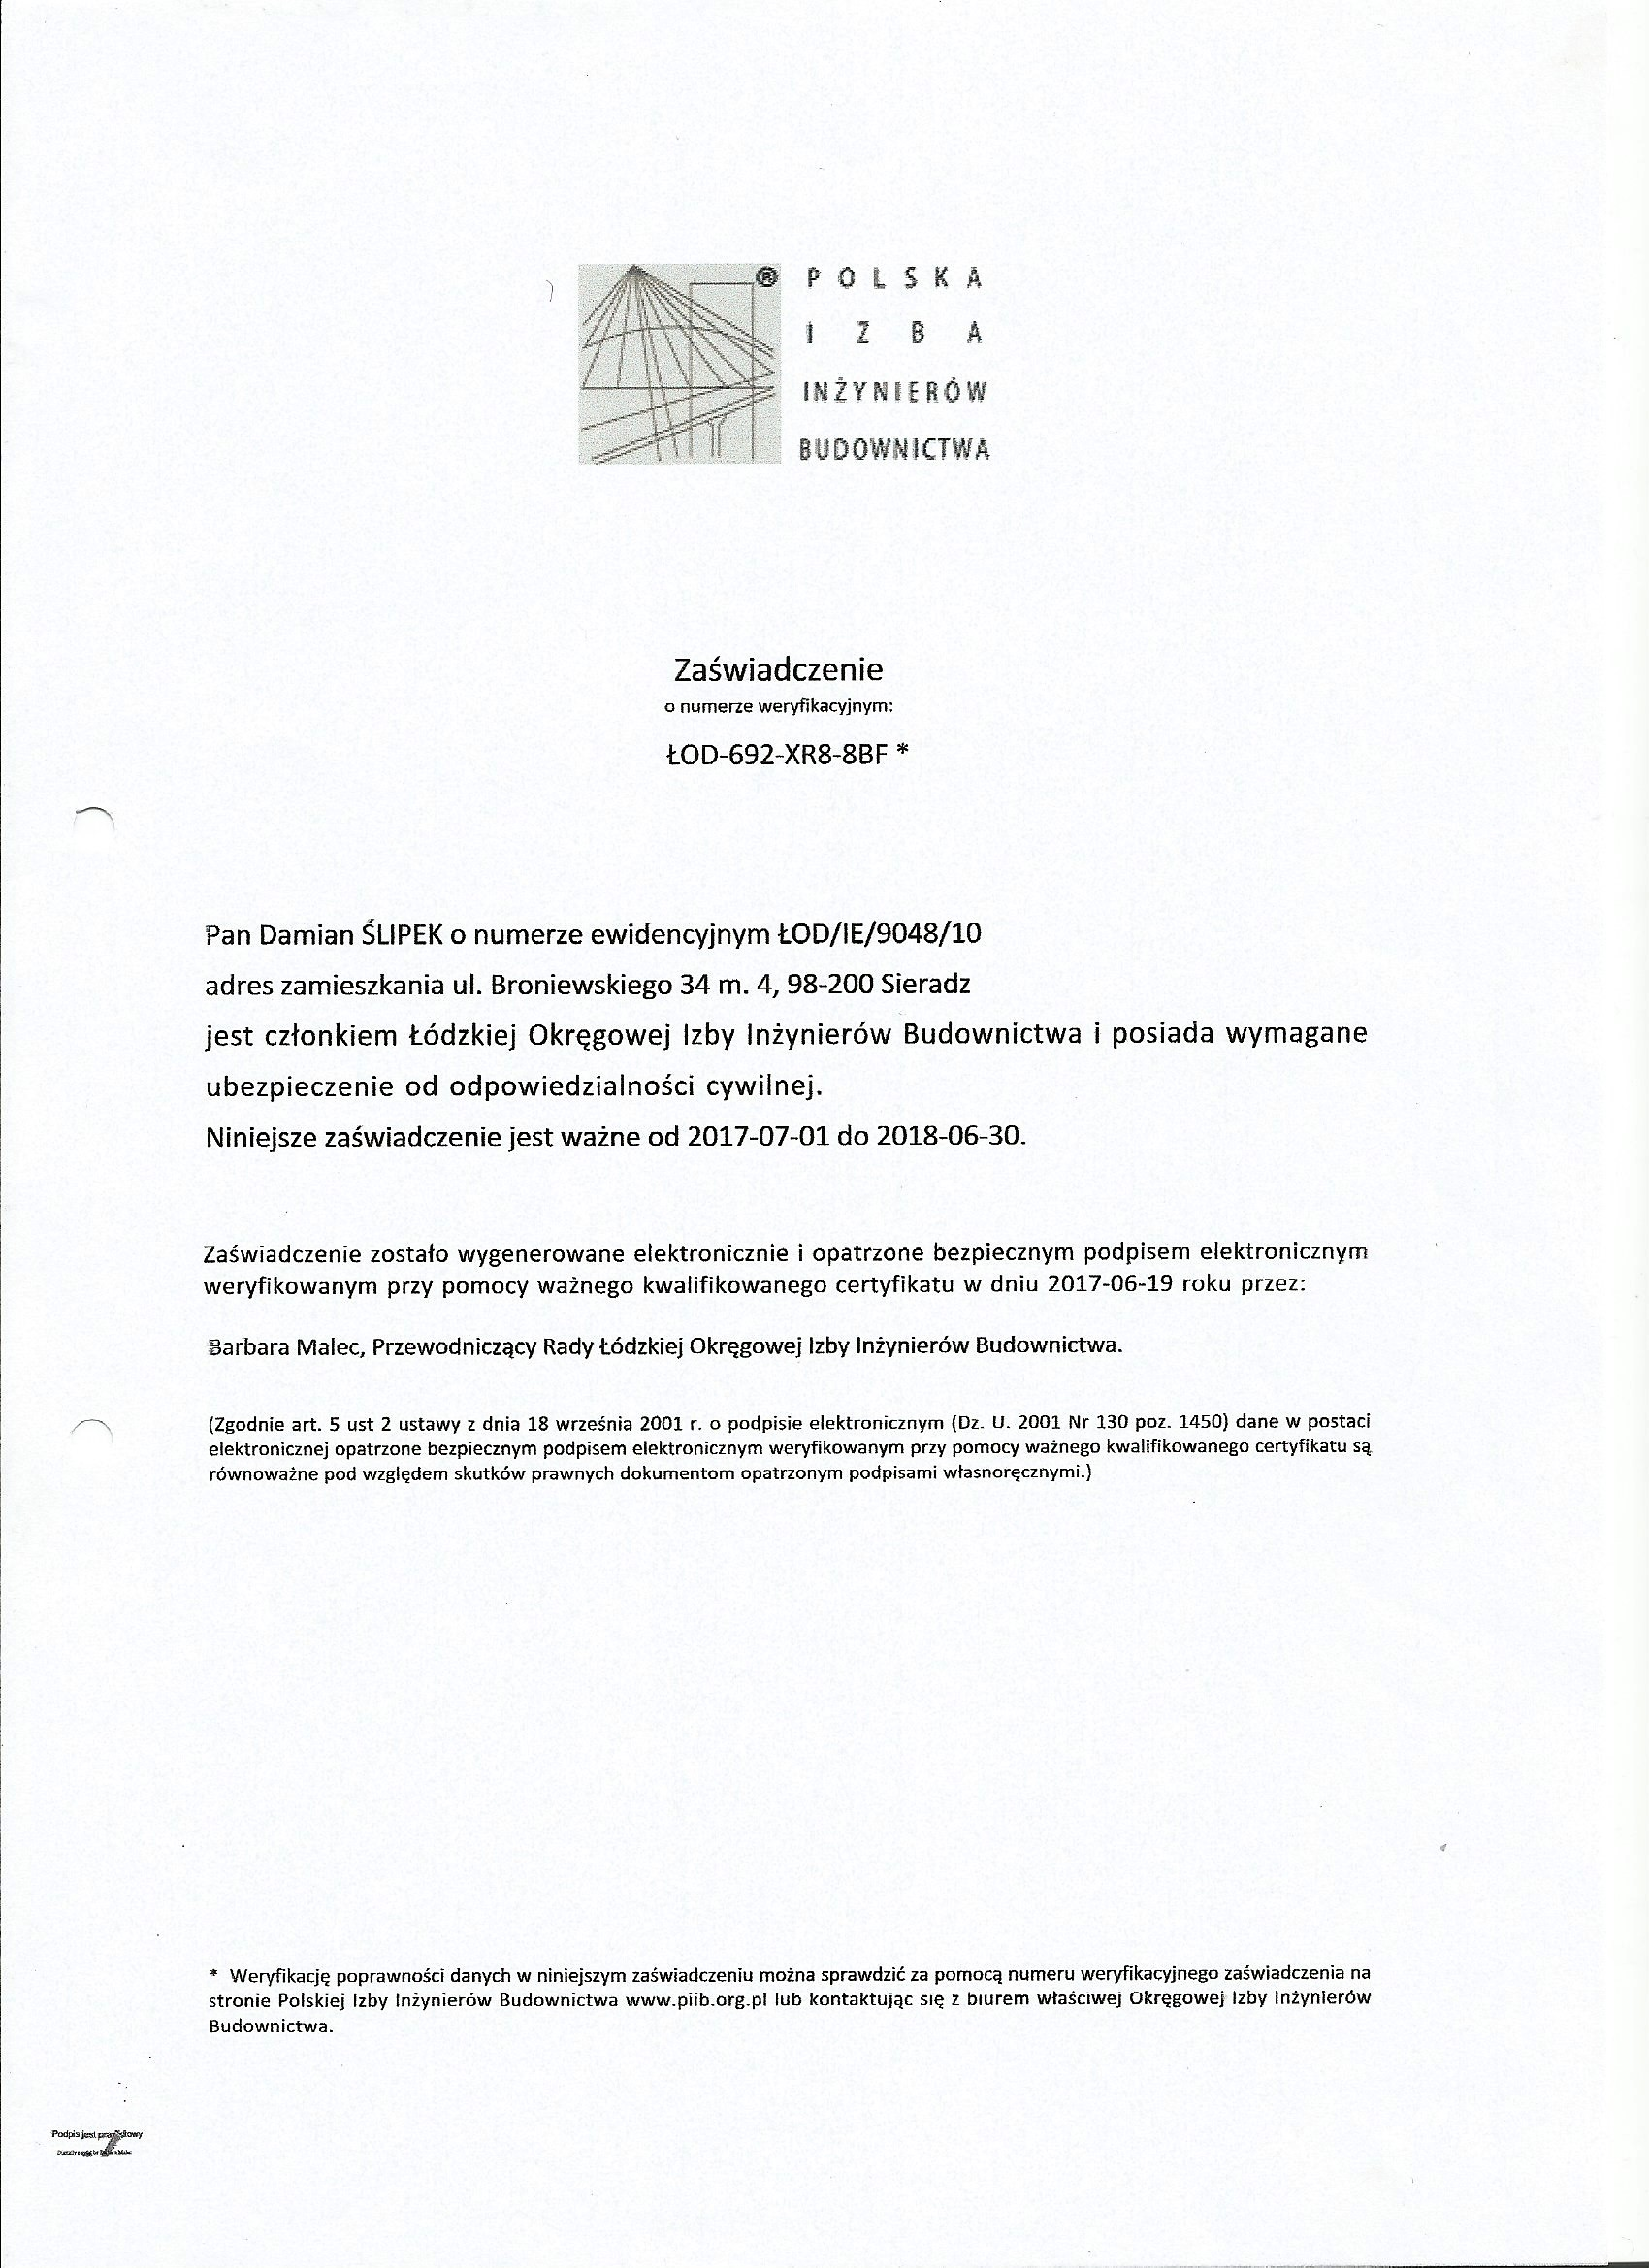 ®
POLSKA
IZBA
INŻYNIERÓW
BUDOWNICTWA
Zaświadczenie
o numerze weryfikacyjnym:
ŁOD-692-XR8-8BF *
Pan Damian ŚLIPEK o numerze ewidencyjnym ŁOD/IE/9048/10
adres zamieszkania ul. Broniewskiego 34 m. 4, 98-200 Sieradz
jest członkiem Łódzkiej Okręgowej Izby Inżynierów Budownictwa i posiada wymagane
ubezpieczenie od odpowiedzialności cywilnej.
Niniejsze zaświadczenie jest ważne od 2017-07-01 do 2018-06-30.
Zaświadczenie zostało wygenerowane elektronicznie i opatrzone bezpiecznym podpisem elektronicznym
weryfikowanym przy pomocy ważnego kwalifikowanego certyfikatu w dniu 2017-06-19 roku przez:
Barbara Malec, Przewodniczący Rady Łódzkiej Okręgowej Izby Inżynierów Budownictwa.
(Zgodnie art. 5 ust 2 ustawy z dnia 18 września 2001 r. o podpisie elektronicznym (Dz. U. 2001 Nr 130 poz. 1450) dane w postaci
elektronicznej opatrzone bezpiecznym podpisem elektronicznym weryfikowanym przy pomocy ważnego kwalifikowanego certyfikatu są
równoważne pod względem skutków prawnych dokumentom opatrzonym podpisami własnoręcznymi.)
* Weryfikację poprawności danych w niniejszym zaświadczeniu można sprawdzić za pomocą numeru weryfikacyjnego zaświadczenia na
stronie Polskiej Izby Inżynierów Budownictwa www.piib.org.pl lub kontaktując się z biurem właściwej Okręgowej Izby Inżynierów
Budownictwa.
Podpis jest